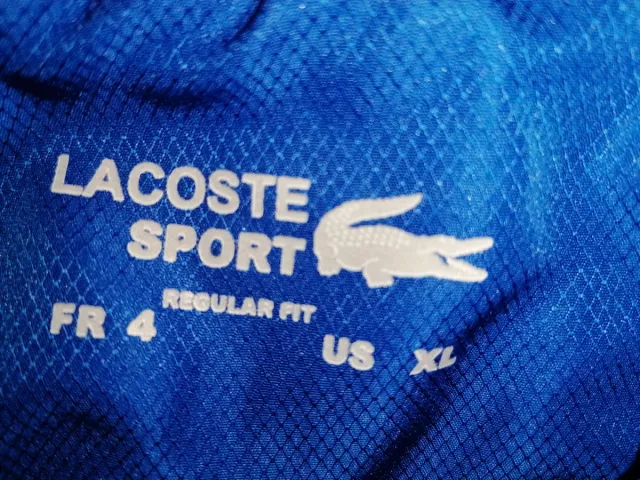 LACOSTE
SPORT
REGULAR FIT
FR 4 US XL